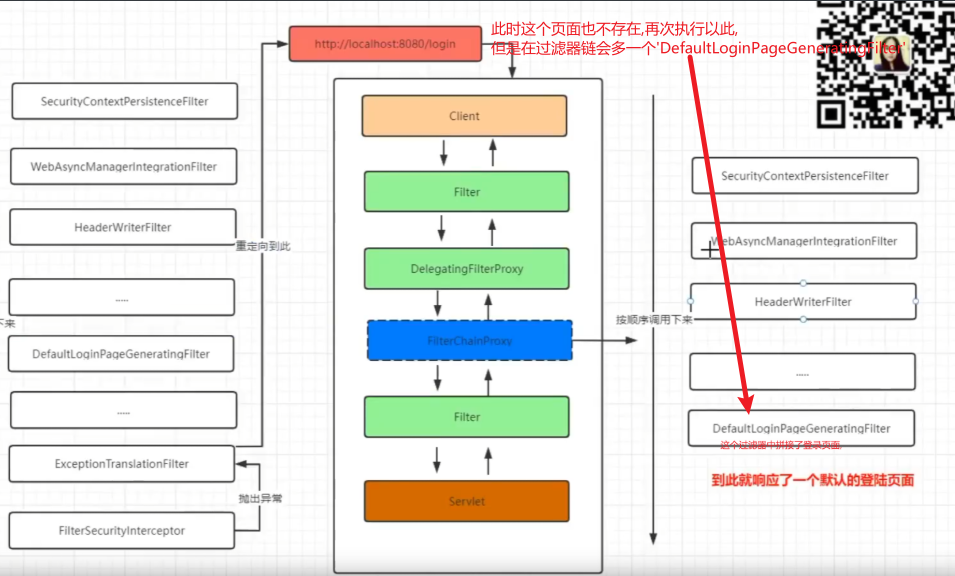 http://localhost:8080/login
此时这个页面也不存在,再次执行以此,
但是在过滤器链会多一个'DefaultLoginPageGeneratingFilter'
SecurityContextPersistenceFilter
WebAsyncManagerIntegrationFilter
HeaderWriterFilter
重定向到此
.....
下来
DefaultLoginPageGeneratingFilter
.....
ExceptionTranslationFilter
抛出异常
FilterSecurityInterceptor
Client
Filter
DelegatingFilterProxy
FilterChainProxy
Filter
Servlet
按顺序调用下来
SecurityContextPersistenceFilter
WebAsyncManagerIntegrationFilter
HeaderWriterFilter
.....
DefaultLoginPageGeneratingFilter
这个过滤器中拼接了登录页面,
到此就响应了一个默认的登陆页面